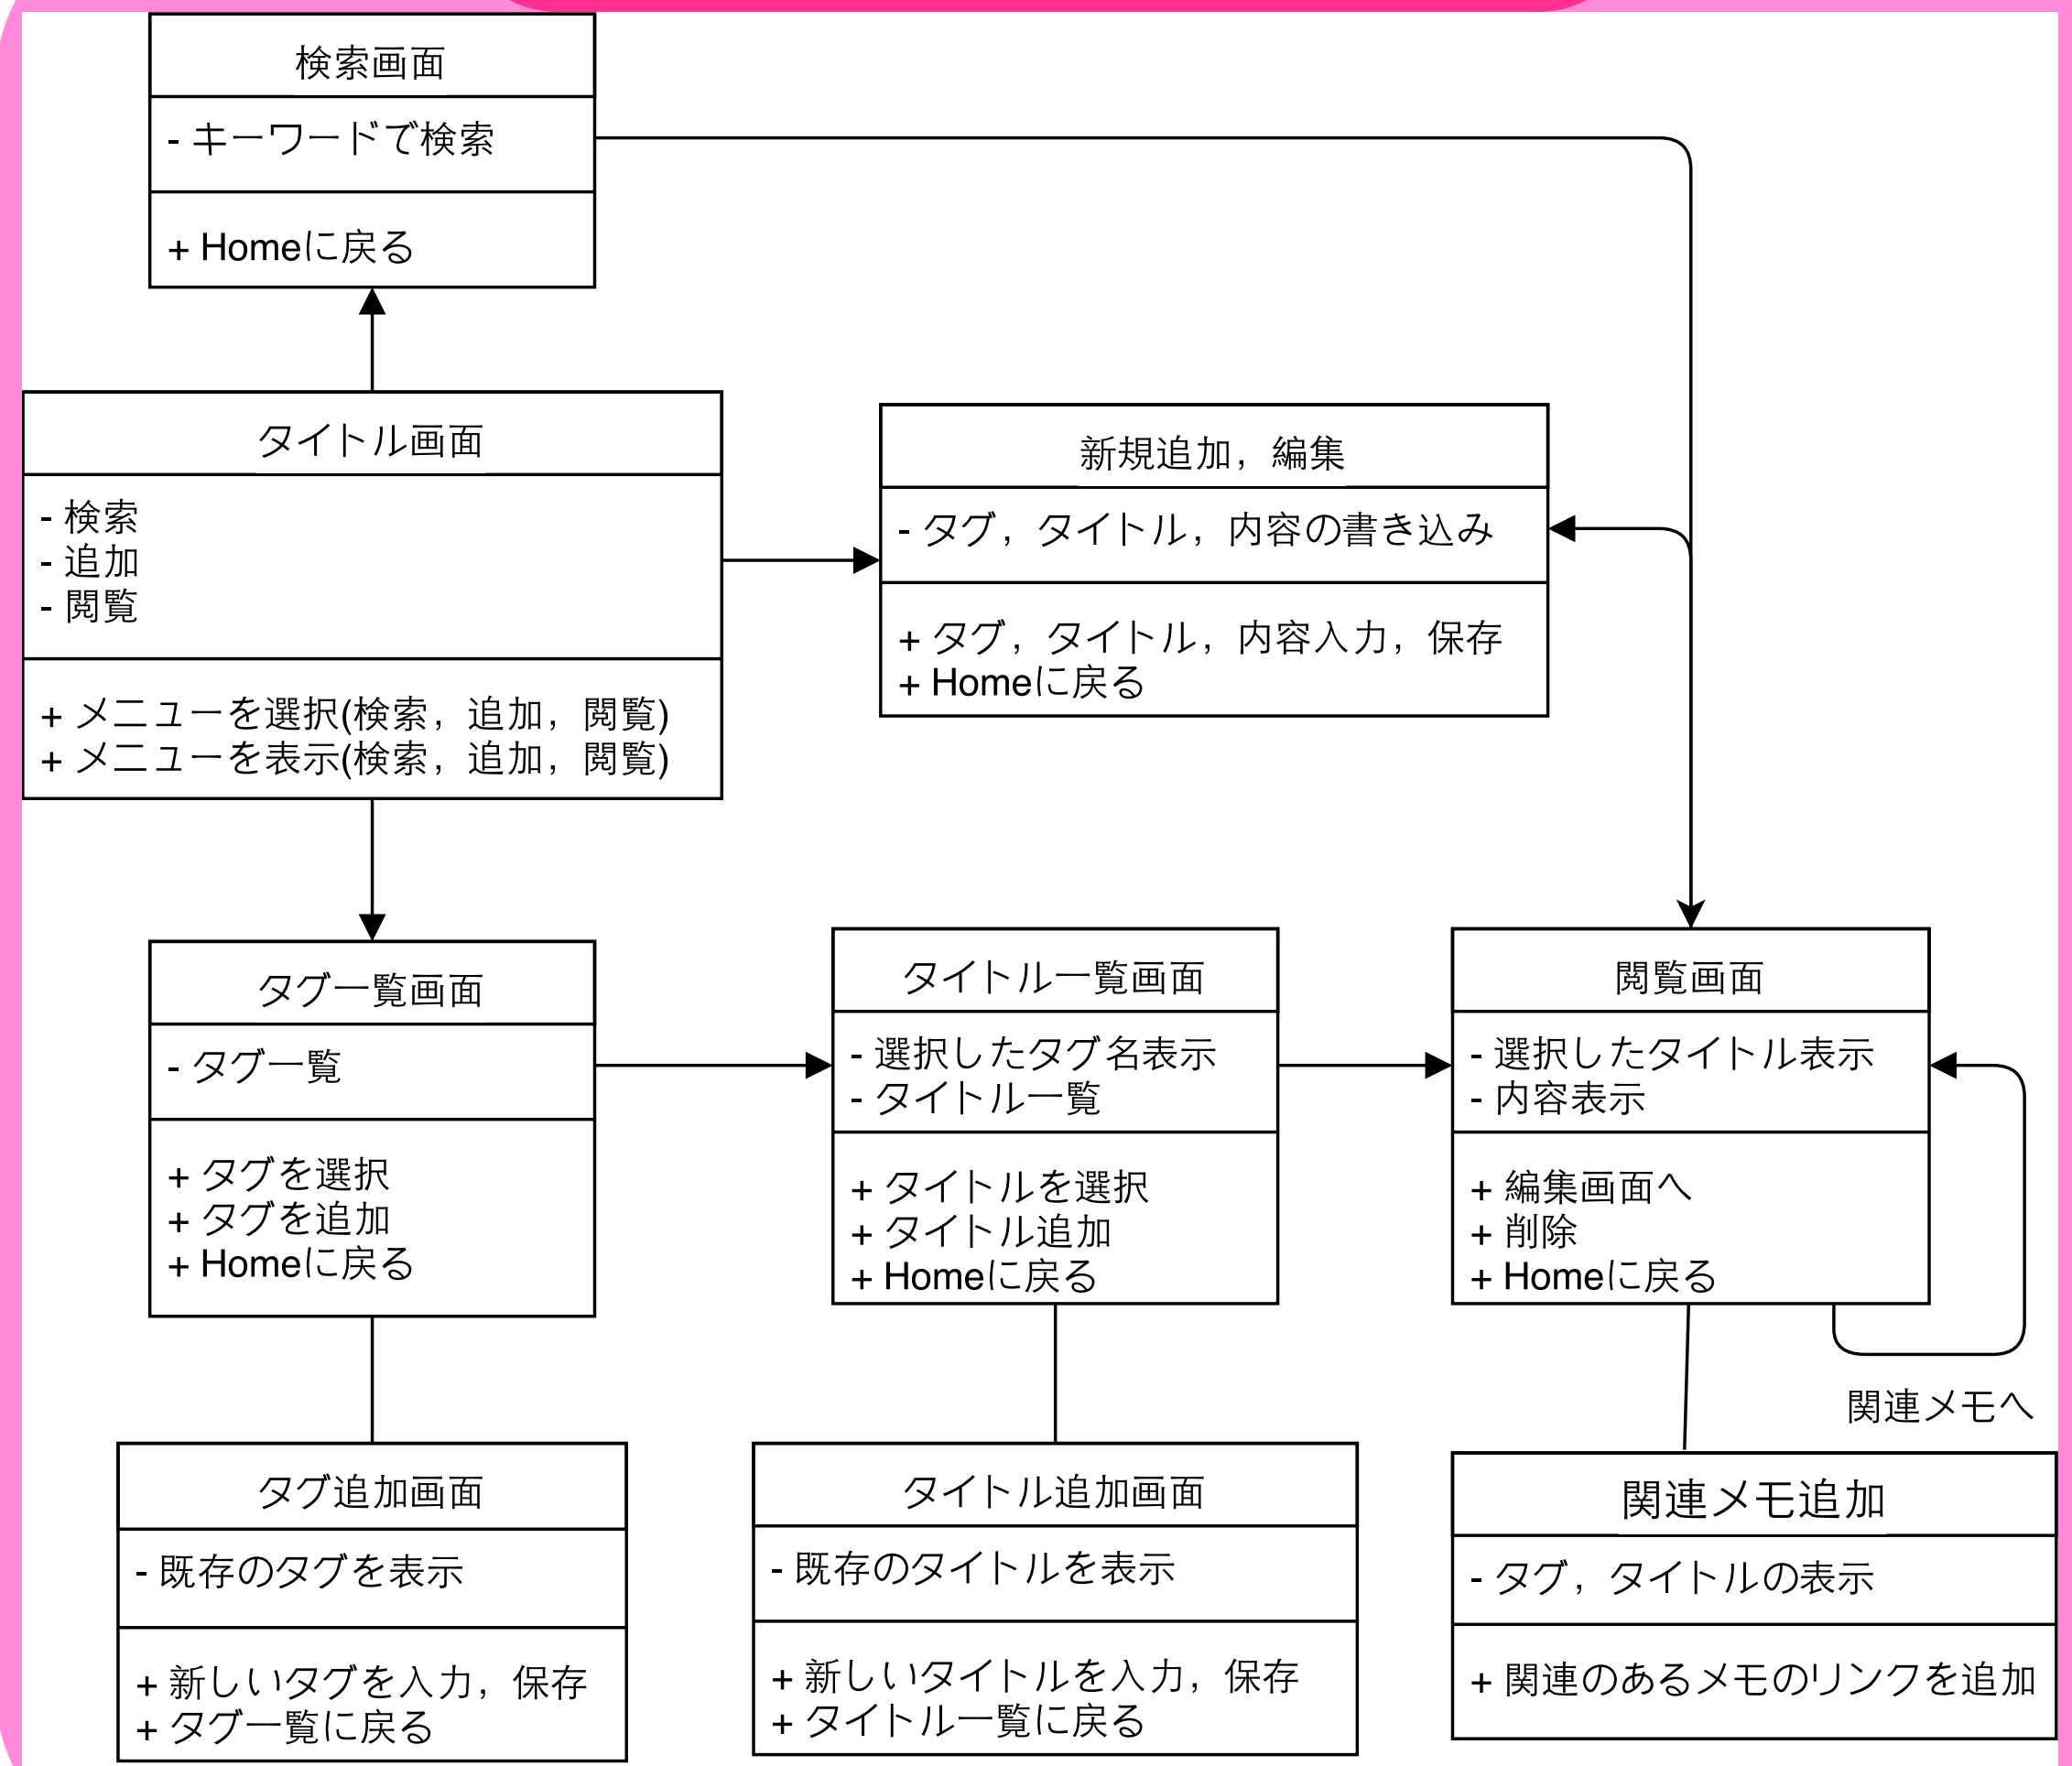 検索画面
- キーワードで検索
+ Homeに戻る
タイトル画面
- 検索
- 追加
- 閲覧
+ メニューを選択(検索，追加，閲覧)
+ メニューを表示(検索，追加，閲覧)
新規追加，編集
- タグ，タイトル，内容の書き込み
+ タグ，タイトル，内容入力，保存
+ Homeに戻る
タグ一覧画面
- タグ一覧
+ タグを選択
+ タグを追加
+ Homeに戻る
タイトル一覧画面
- 選択したタグ名表示
- タイトル一覧
+ タイトルを選択
+ タイトル追加
+ Homeに戻る
閲覧画面
- 選択したタイトル表示
- 内容表示
+ 編集画面へ
+ 削除
+ Homeに戻る
関連メモへ
タグ追加画面
- 既存のタグを表示
+ 新しいタグを入力，保存
+ タグ一覧に戻る
タイトル追加画面
- 既存のタイトルを表示
+ 新しいタイトルを入力，保存
+ タイトル一覧に戻る
関連メモ追加
- タグ，タイトルの表示
+ 関連のあるメモのリンクを追加